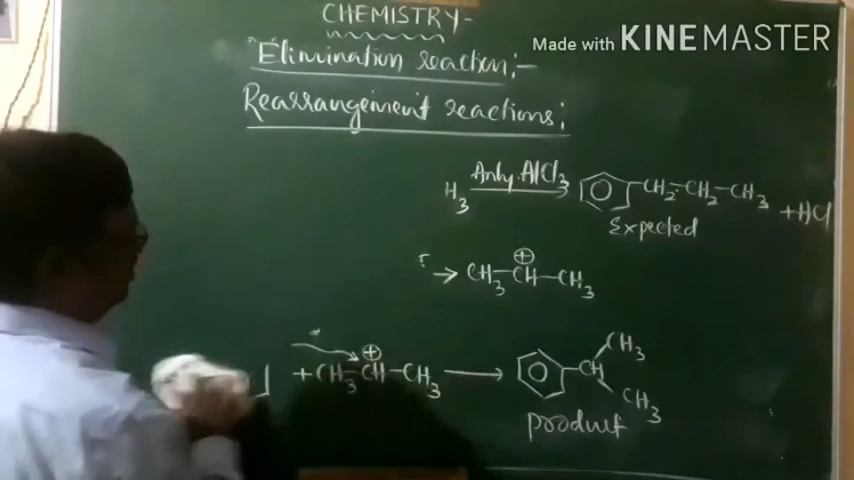 CHEMISTRY-
Made with KINEMASTER
Elimination reaction:-
Rearrangement reactions:
H3 Anhy. AlCl3 CH2-CH2-CH3 +HCl
Expected
→ CH3-CH-CH3
+ CH3-CH-CH3 → CH CH3 CH3
product